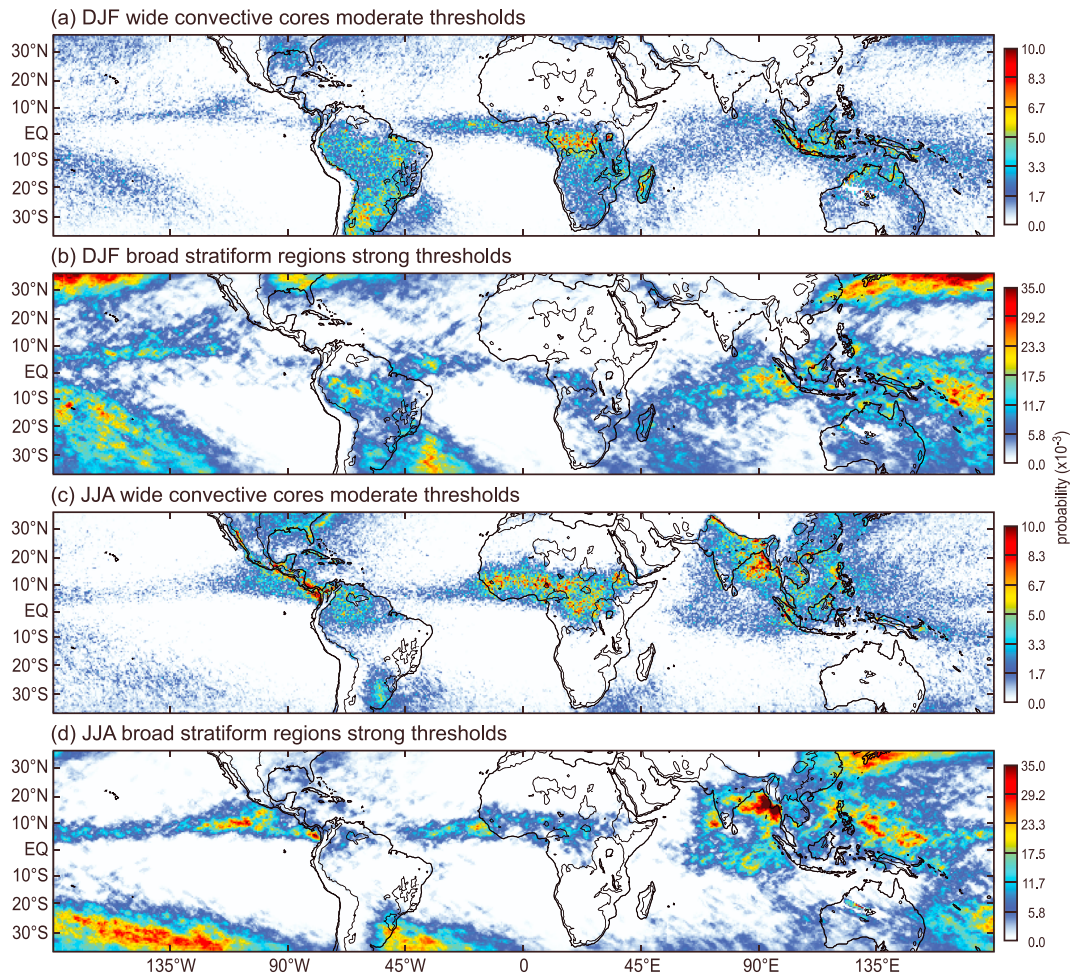 (a) DJF wide convective cores moderate thresholds
30°N
20°N
10°N
EQ
10°S
20°S
30°S
10.0
8.3
6.7
5.0
3.3
1.7
0.0
(b) DJF broad stratiform regions strong thresholds
30°N
20°N
10°N
EQ
10°S
20°S
30°S
35.0
29.2
23.3
17.5
11.7
5.8
0.0
(c) JJA wide convective cores moderate thresholds
30°N
20°N
10°N
EQ
10°S
20°S
30°S
10.0
8.3
6.7
5.0
3.3
1.7
0.0
probability (x10⁻³)
(d) JJA broad stratiform regions strong thresholds
30°N
20°N
10°N
EQ
10°S
20°S
30°S
35.0
29.2
23.3
17.5
11.7
5.8
0.0
135°W 90°W 45°W 0 45°E 90°E 135°E